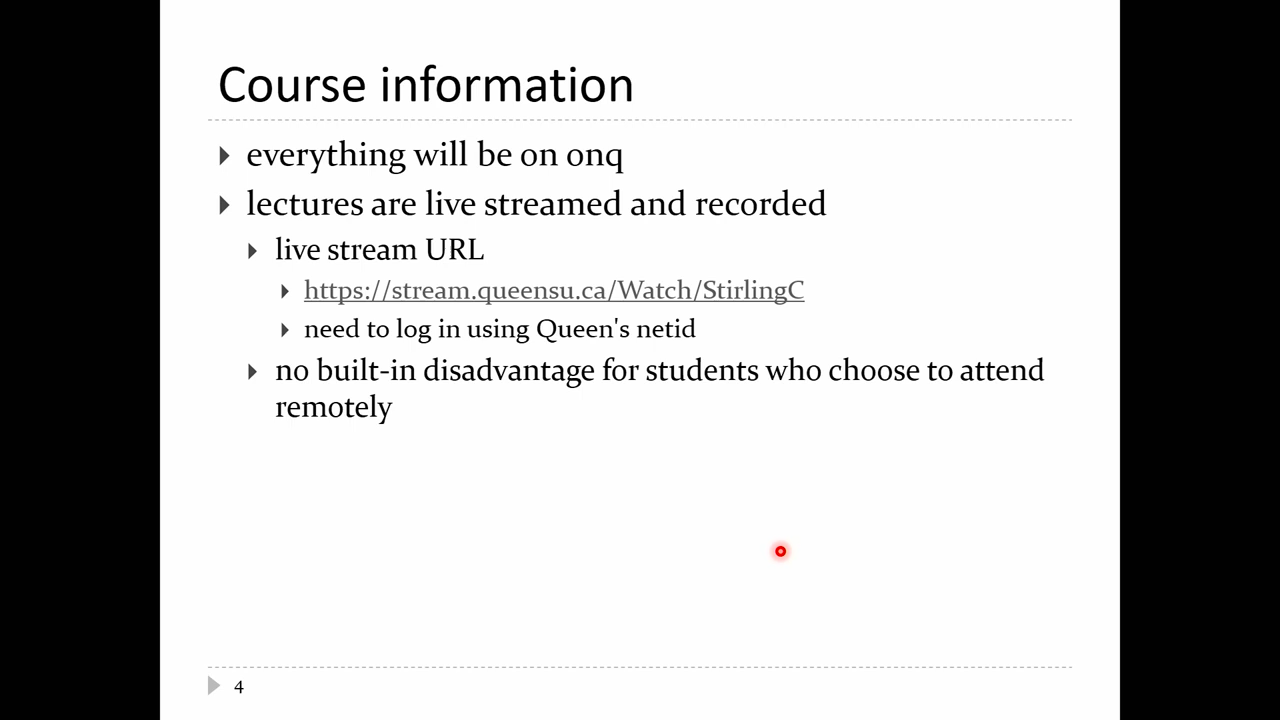 Course information
everything will be on onq
lectures are live streamed and recorded
live stream URL
https://stream.queensu.ca/Watch/StirlingC
need to log in using Queen's netid
no built-in disadvantage for students who choose to attend
remotely
4